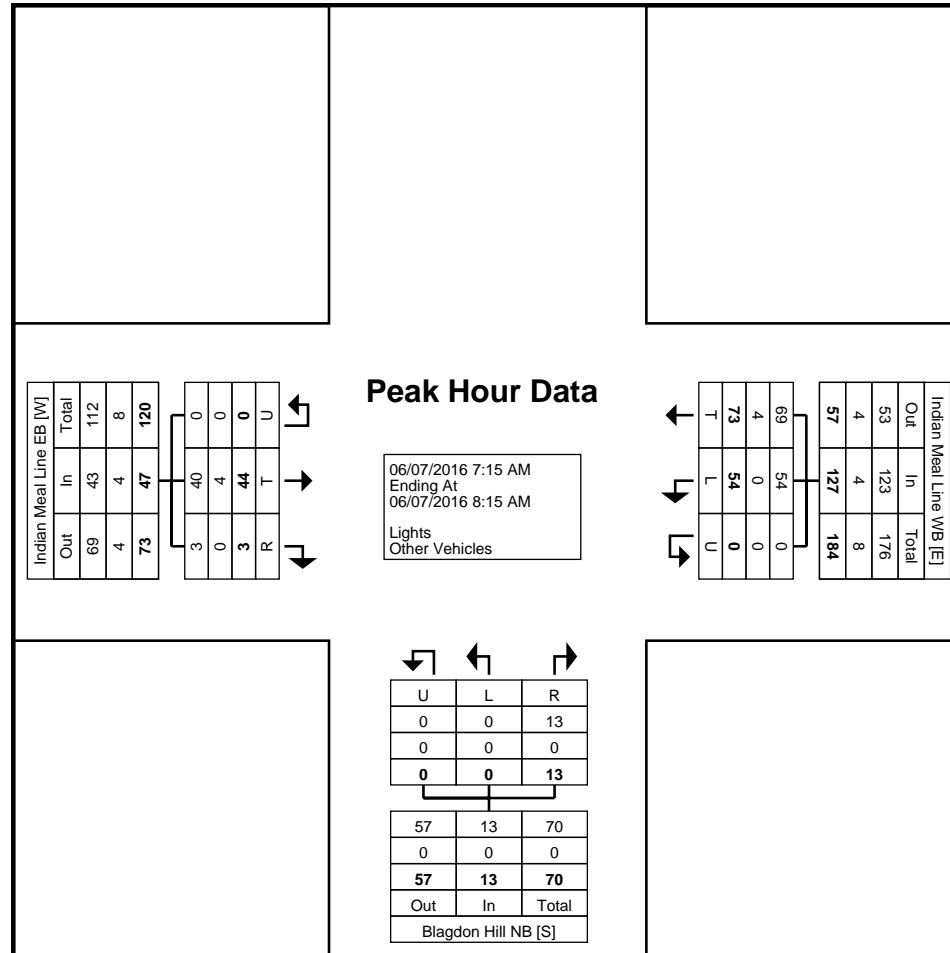 Peak Hour Data
06/07/2016 7:15 AM
Ending At
06/07/2016 8:15 AM
Lights
Other Vehicles
Indian Meal Line EB [W]
Out In Total
69 43 112
4 4 8
73 47 120
3 40 0
0 4 0
3 44 0
R T U
Indian Meal Line WB [E]
Out In Total
53 123 176
4 4 8
57 127 184
69 54 0
4 0 0
73 54 0
T L U
U L R
0 0 13
0 0 0
0 0 13
57 13 70
0 0 0
57 13 70
Out In Total
Blagdon Hill NB [S]